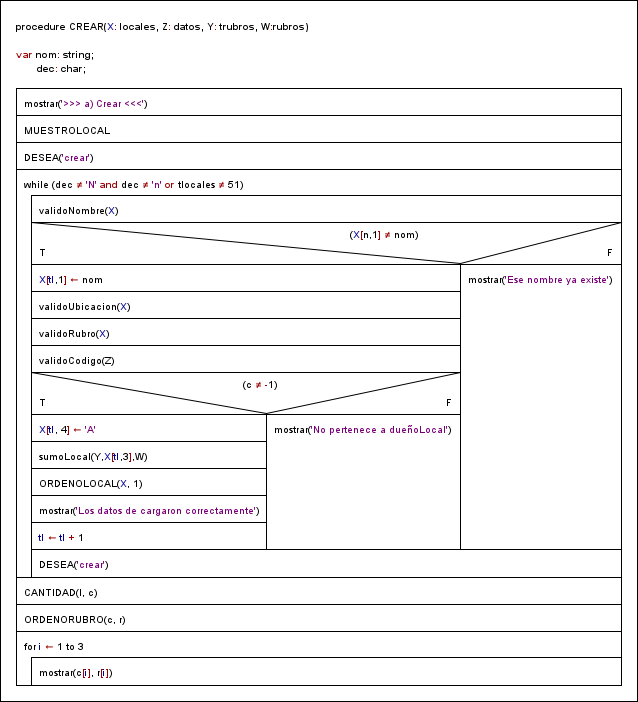 procedure CREAR(X: locales, Z: datos, Y: trubros, W:rubros)
var nom: string;
dec: char;
mostrar('>>> a) Crear <<<')
MUESTROLOCAL
DESEA('crear')
while (dec ≠ 'N' and dec ≠ 'n' or tlocales ≠ 51)
validoNombre(X)
(X[n,1] ≠ nom)
T F
X[tl,1] ← nom mostrar('Ese nombre ya existe')
validoUbicacion(X)
validoRubro(X)
validoCodigo(Z)
(c ≠ -1)
T F
X[tl, 4] ← 'A' mostrar('No pertenece a dueñoLocal')
sumoLocal(Y,X[tl,3],W)
ORDENOLOCAL(X, 1)
mostrar('Los datos de cargaron correctamente')
tl ← tl + 1
DESEA('crear')
CANTIDAD(l, c)
ORDENORUBRO(c, r)
for i ← 1 to 3
mostrar(c[i], r[i])